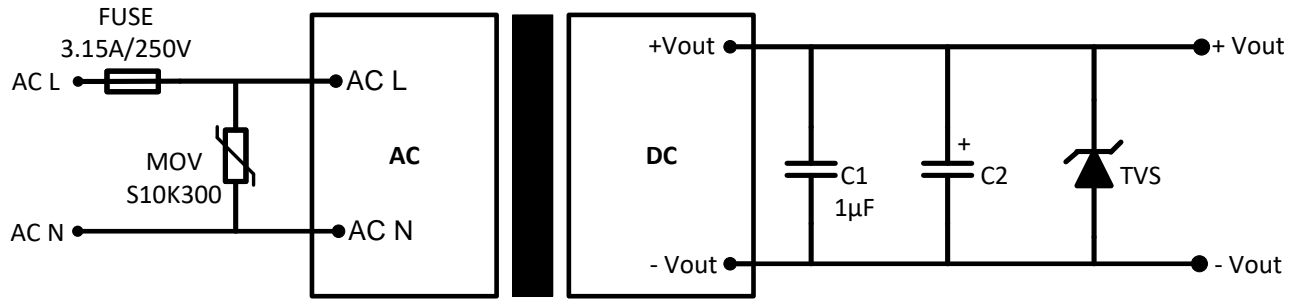 FUSE
3.15A/250V
AC L
AC L
MOV
S10K300
AC N
AC N
AC
DC
+Vout
+ Vout
C1
1µF
+
C2
TVS
- Vout
- Vout